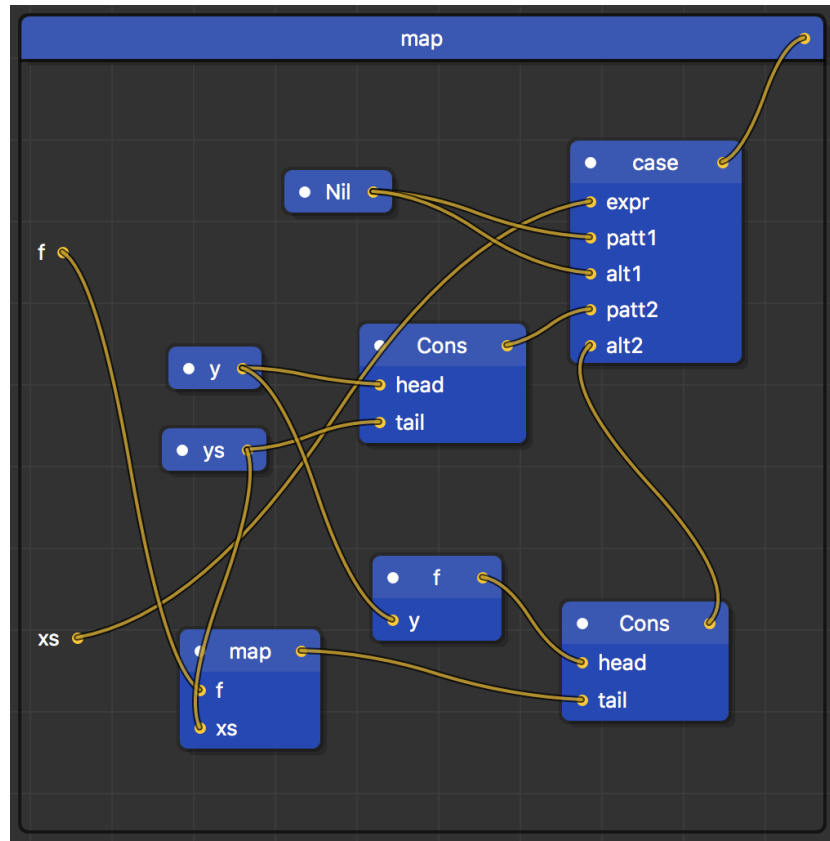 map
case
Nil
expr
patt1
f
alt1
patt2
Cons
alt2
y
head
tail
ys
f
y
Cons
xs
map
head
f
tail
xs